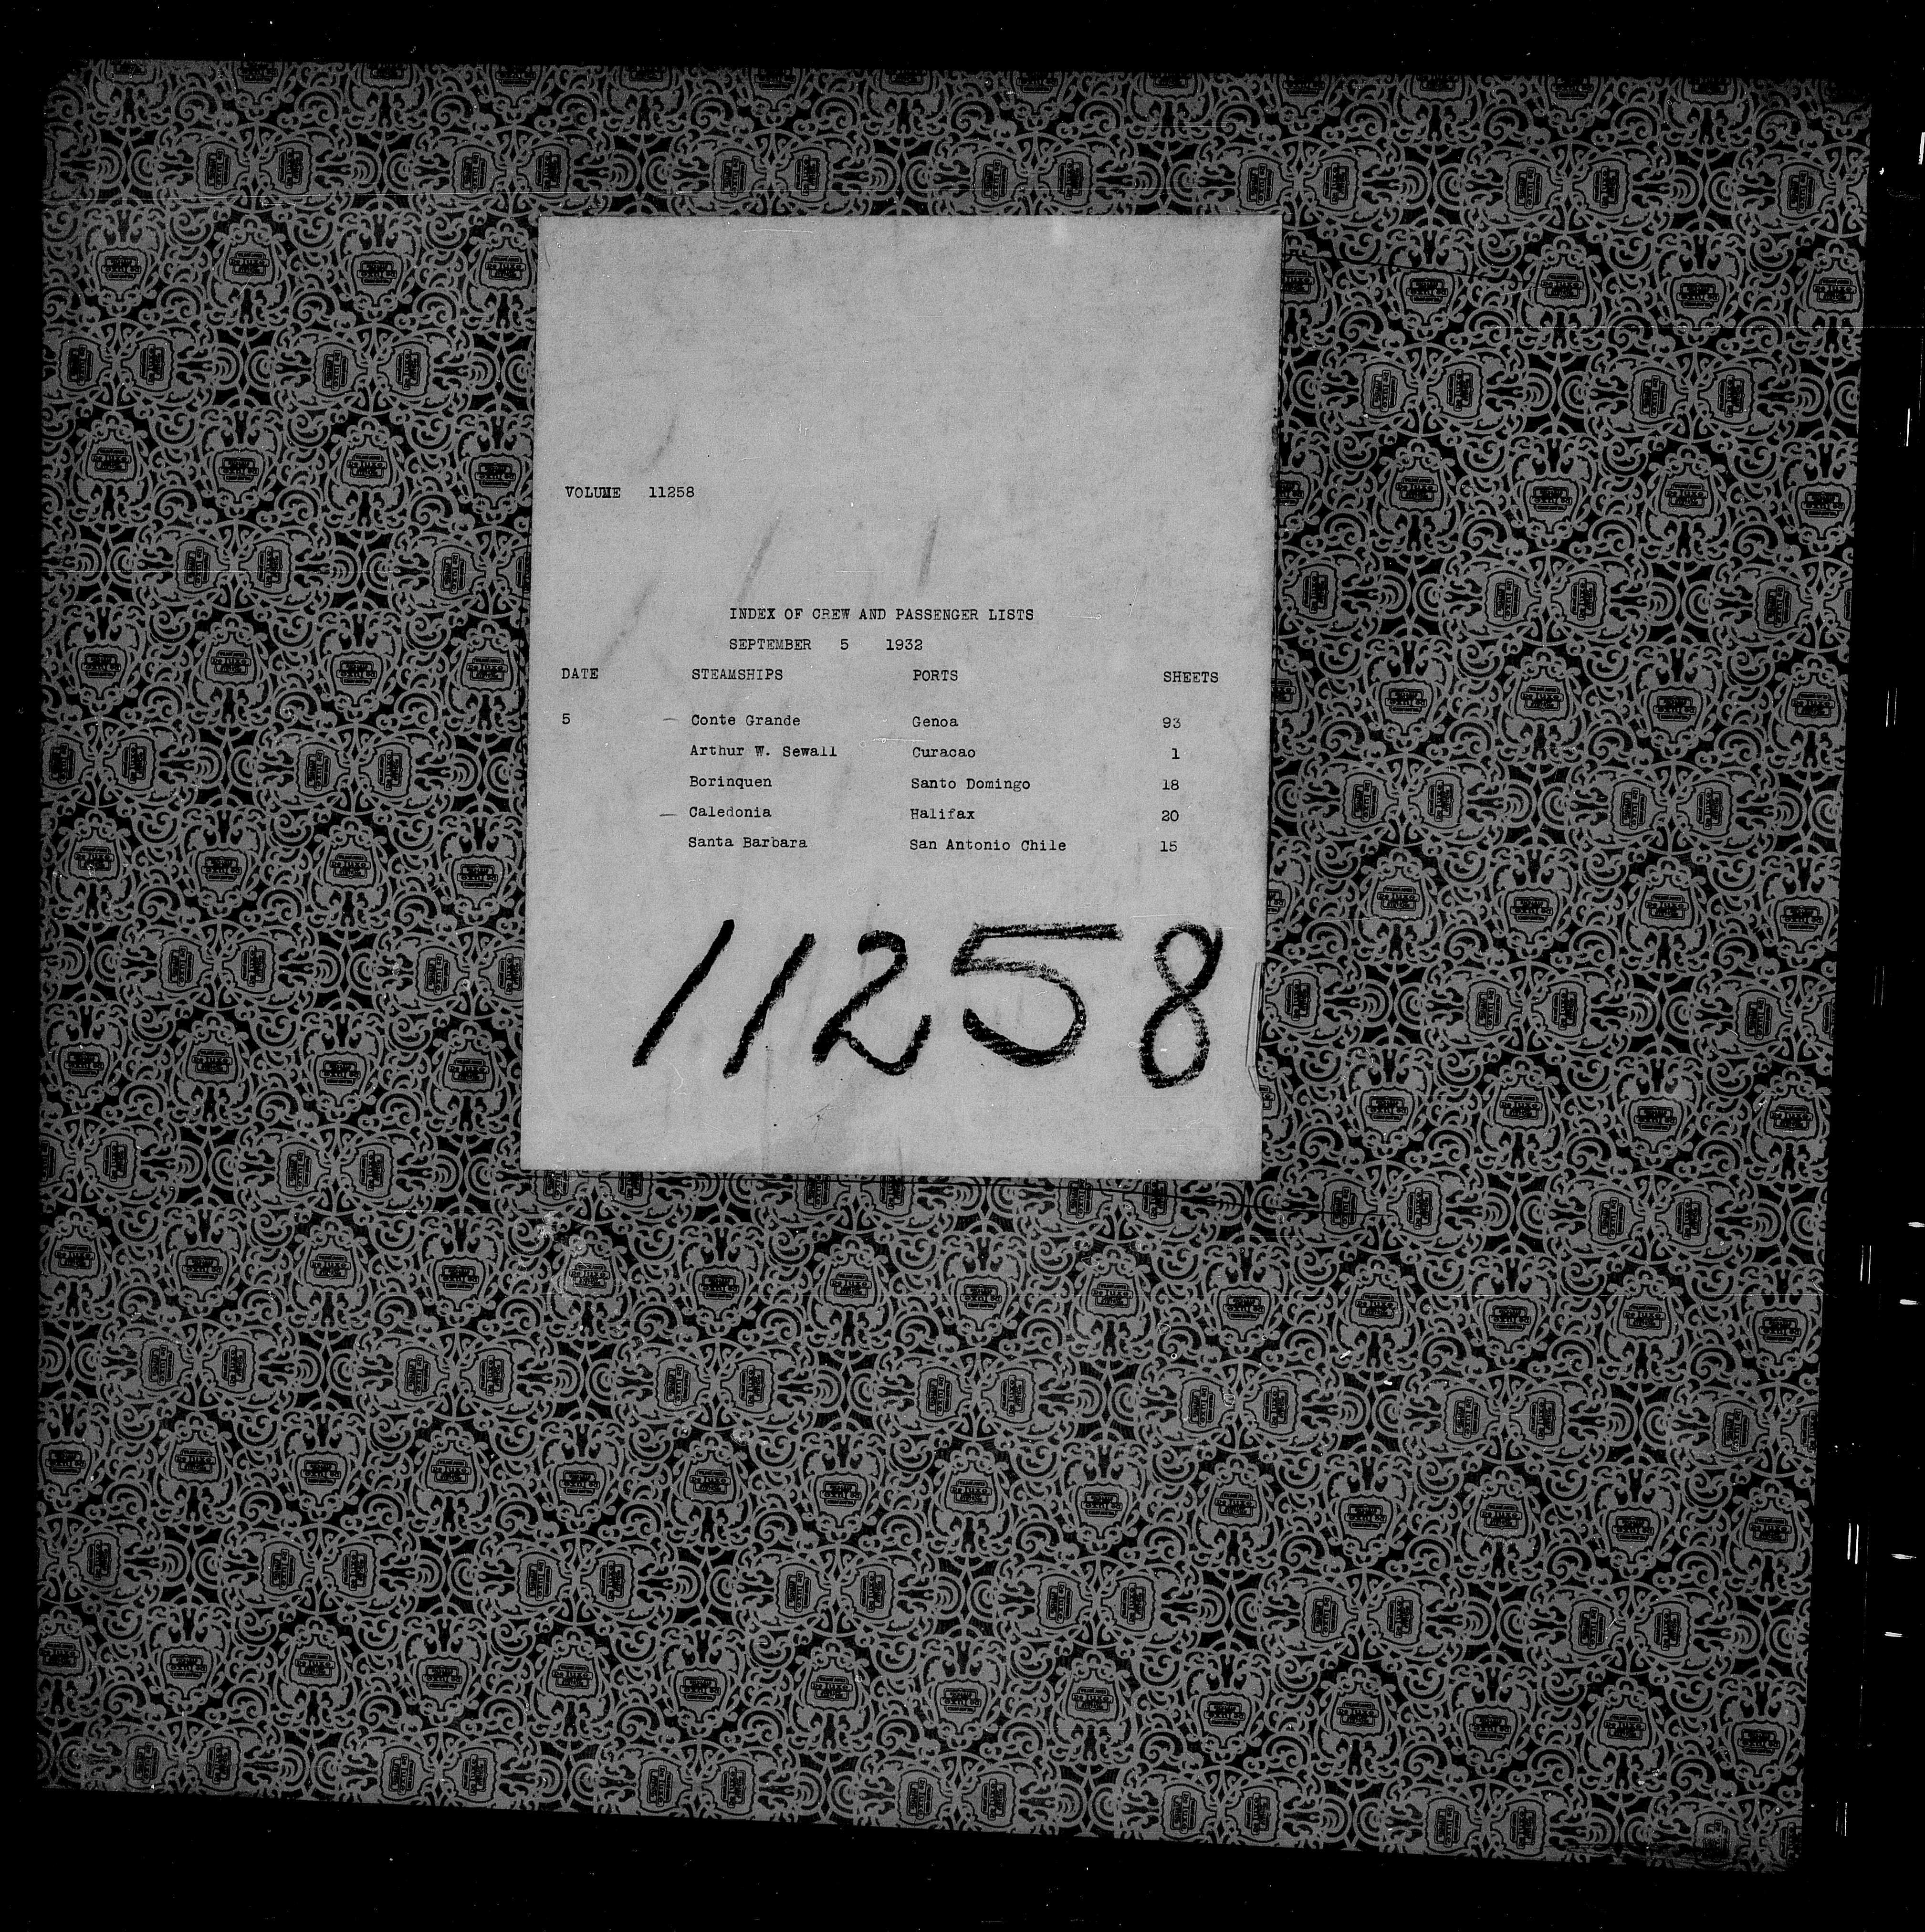 VOLUME 11258
INDEX OF CREW AND PASSENGER LISTS
SEPTEMBER 5 1932
DATE STEAMSHIPS PORTS SHEETS
5 — Conte Grande Genoa 93
Arthur W. Sewall Curacao 1
Borinquen Santo Domingo 18
— Caledonia Halifax 20
Santa Barbara San Antonio Chile 15
11258